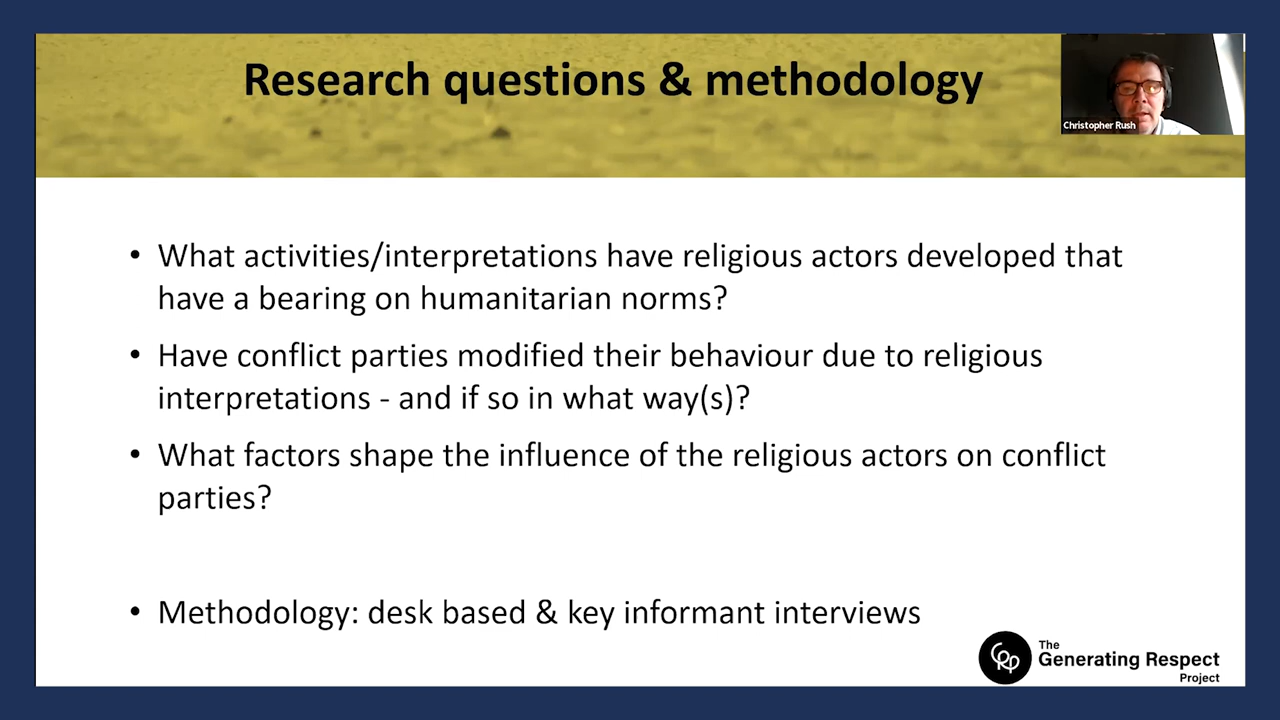 Research questions & methodology
Christopher Rush
• What activities/interpretations have religious actors developed that
have a bearing on humanitarian norms?
• Have conflict parties modified their behaviour due to religious
interpretations - and if so in what way(s)?
• What factors shape the influence of the religious actors on conflict
parties?
• Methodology: desk based & key informant interviews
GRP
The
Generating Respect
Project